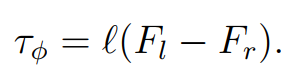 τ_ϕ = ℓ(F_l − F_r).